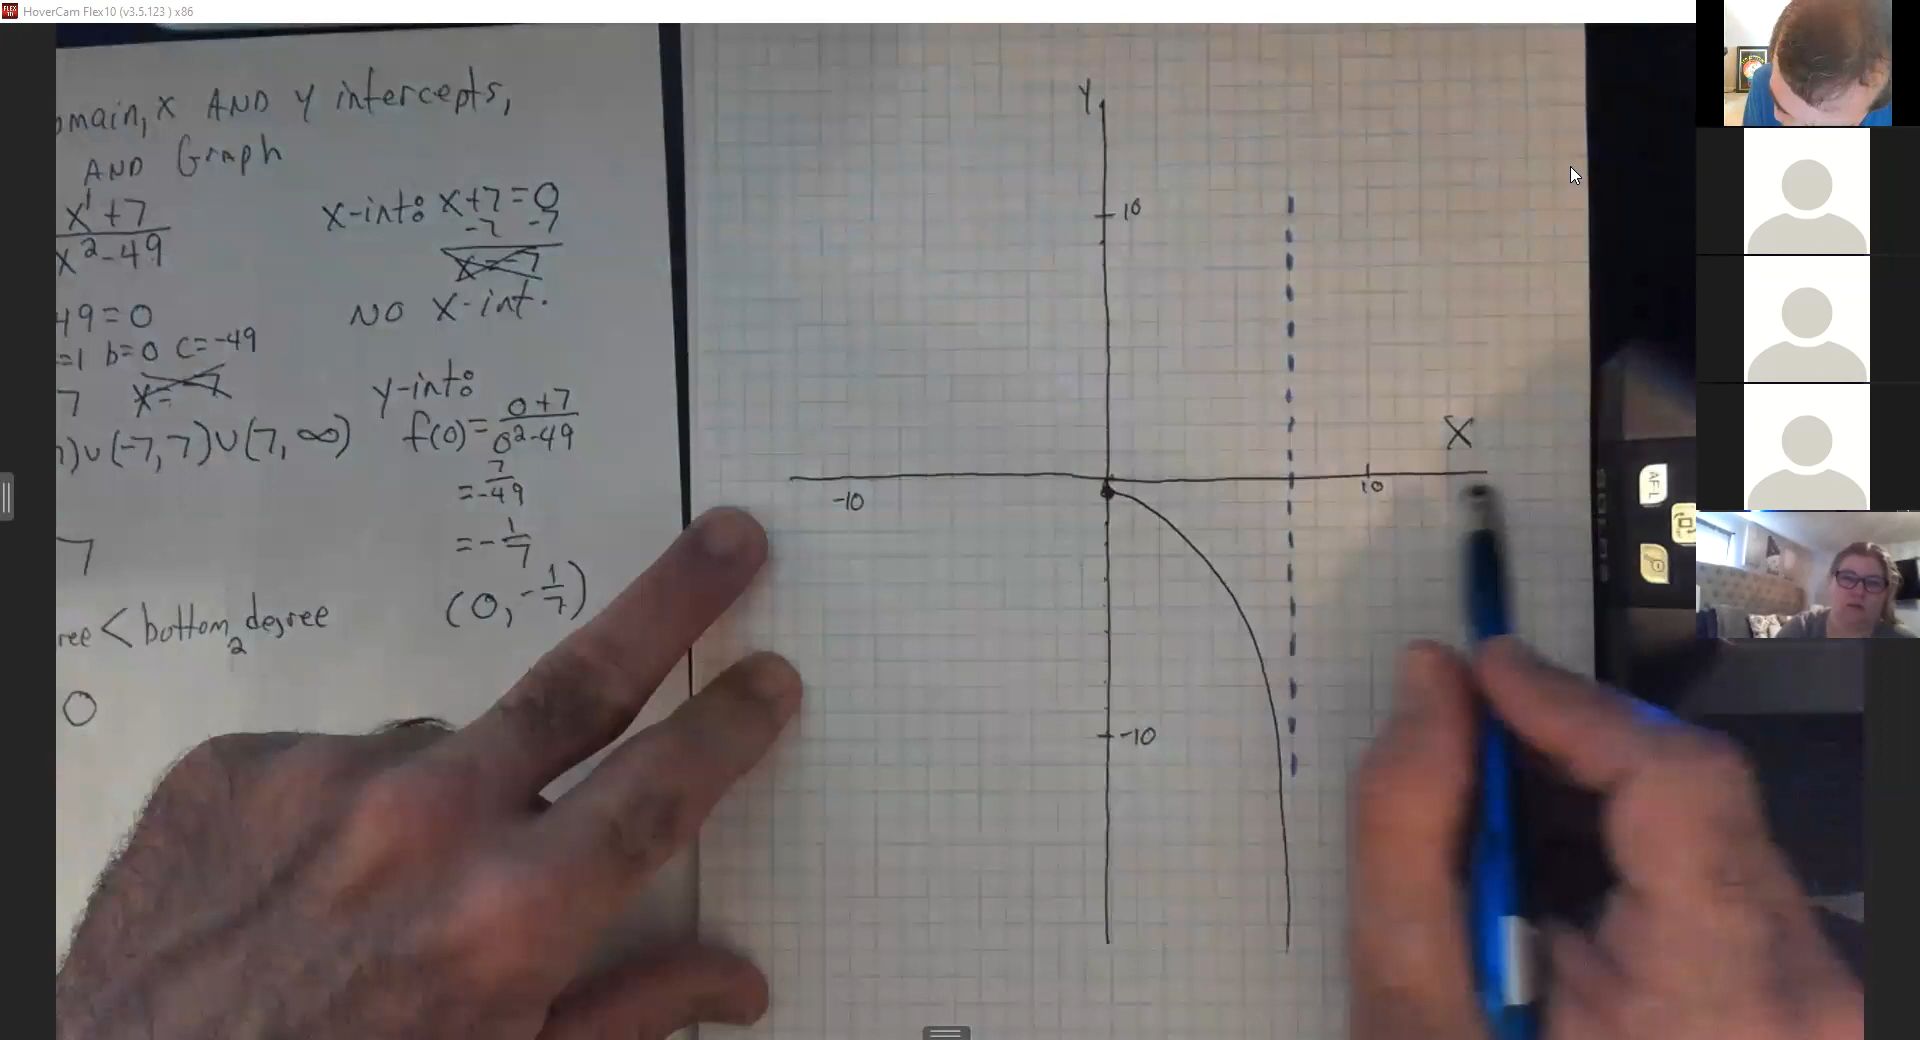 HoverCam Flex10 (v3.5.123 ) x86
omain, X AND Y intercepts,
AND Graph
x¹+7
x²-49
49=0
=1 b=0 c=-49
7 x=-7
)∪(-7,7)∪(7,∞)
7
ree < bottom degree
2
0
x-int: x+7=0
-7 -7
x=-7
NO X-int.
y-int:
f(0)= 0+7
0²-49
= 7
-49
= - 1
7
(0, - 1/7)
Y
10
X
-10
10
-10
AFL